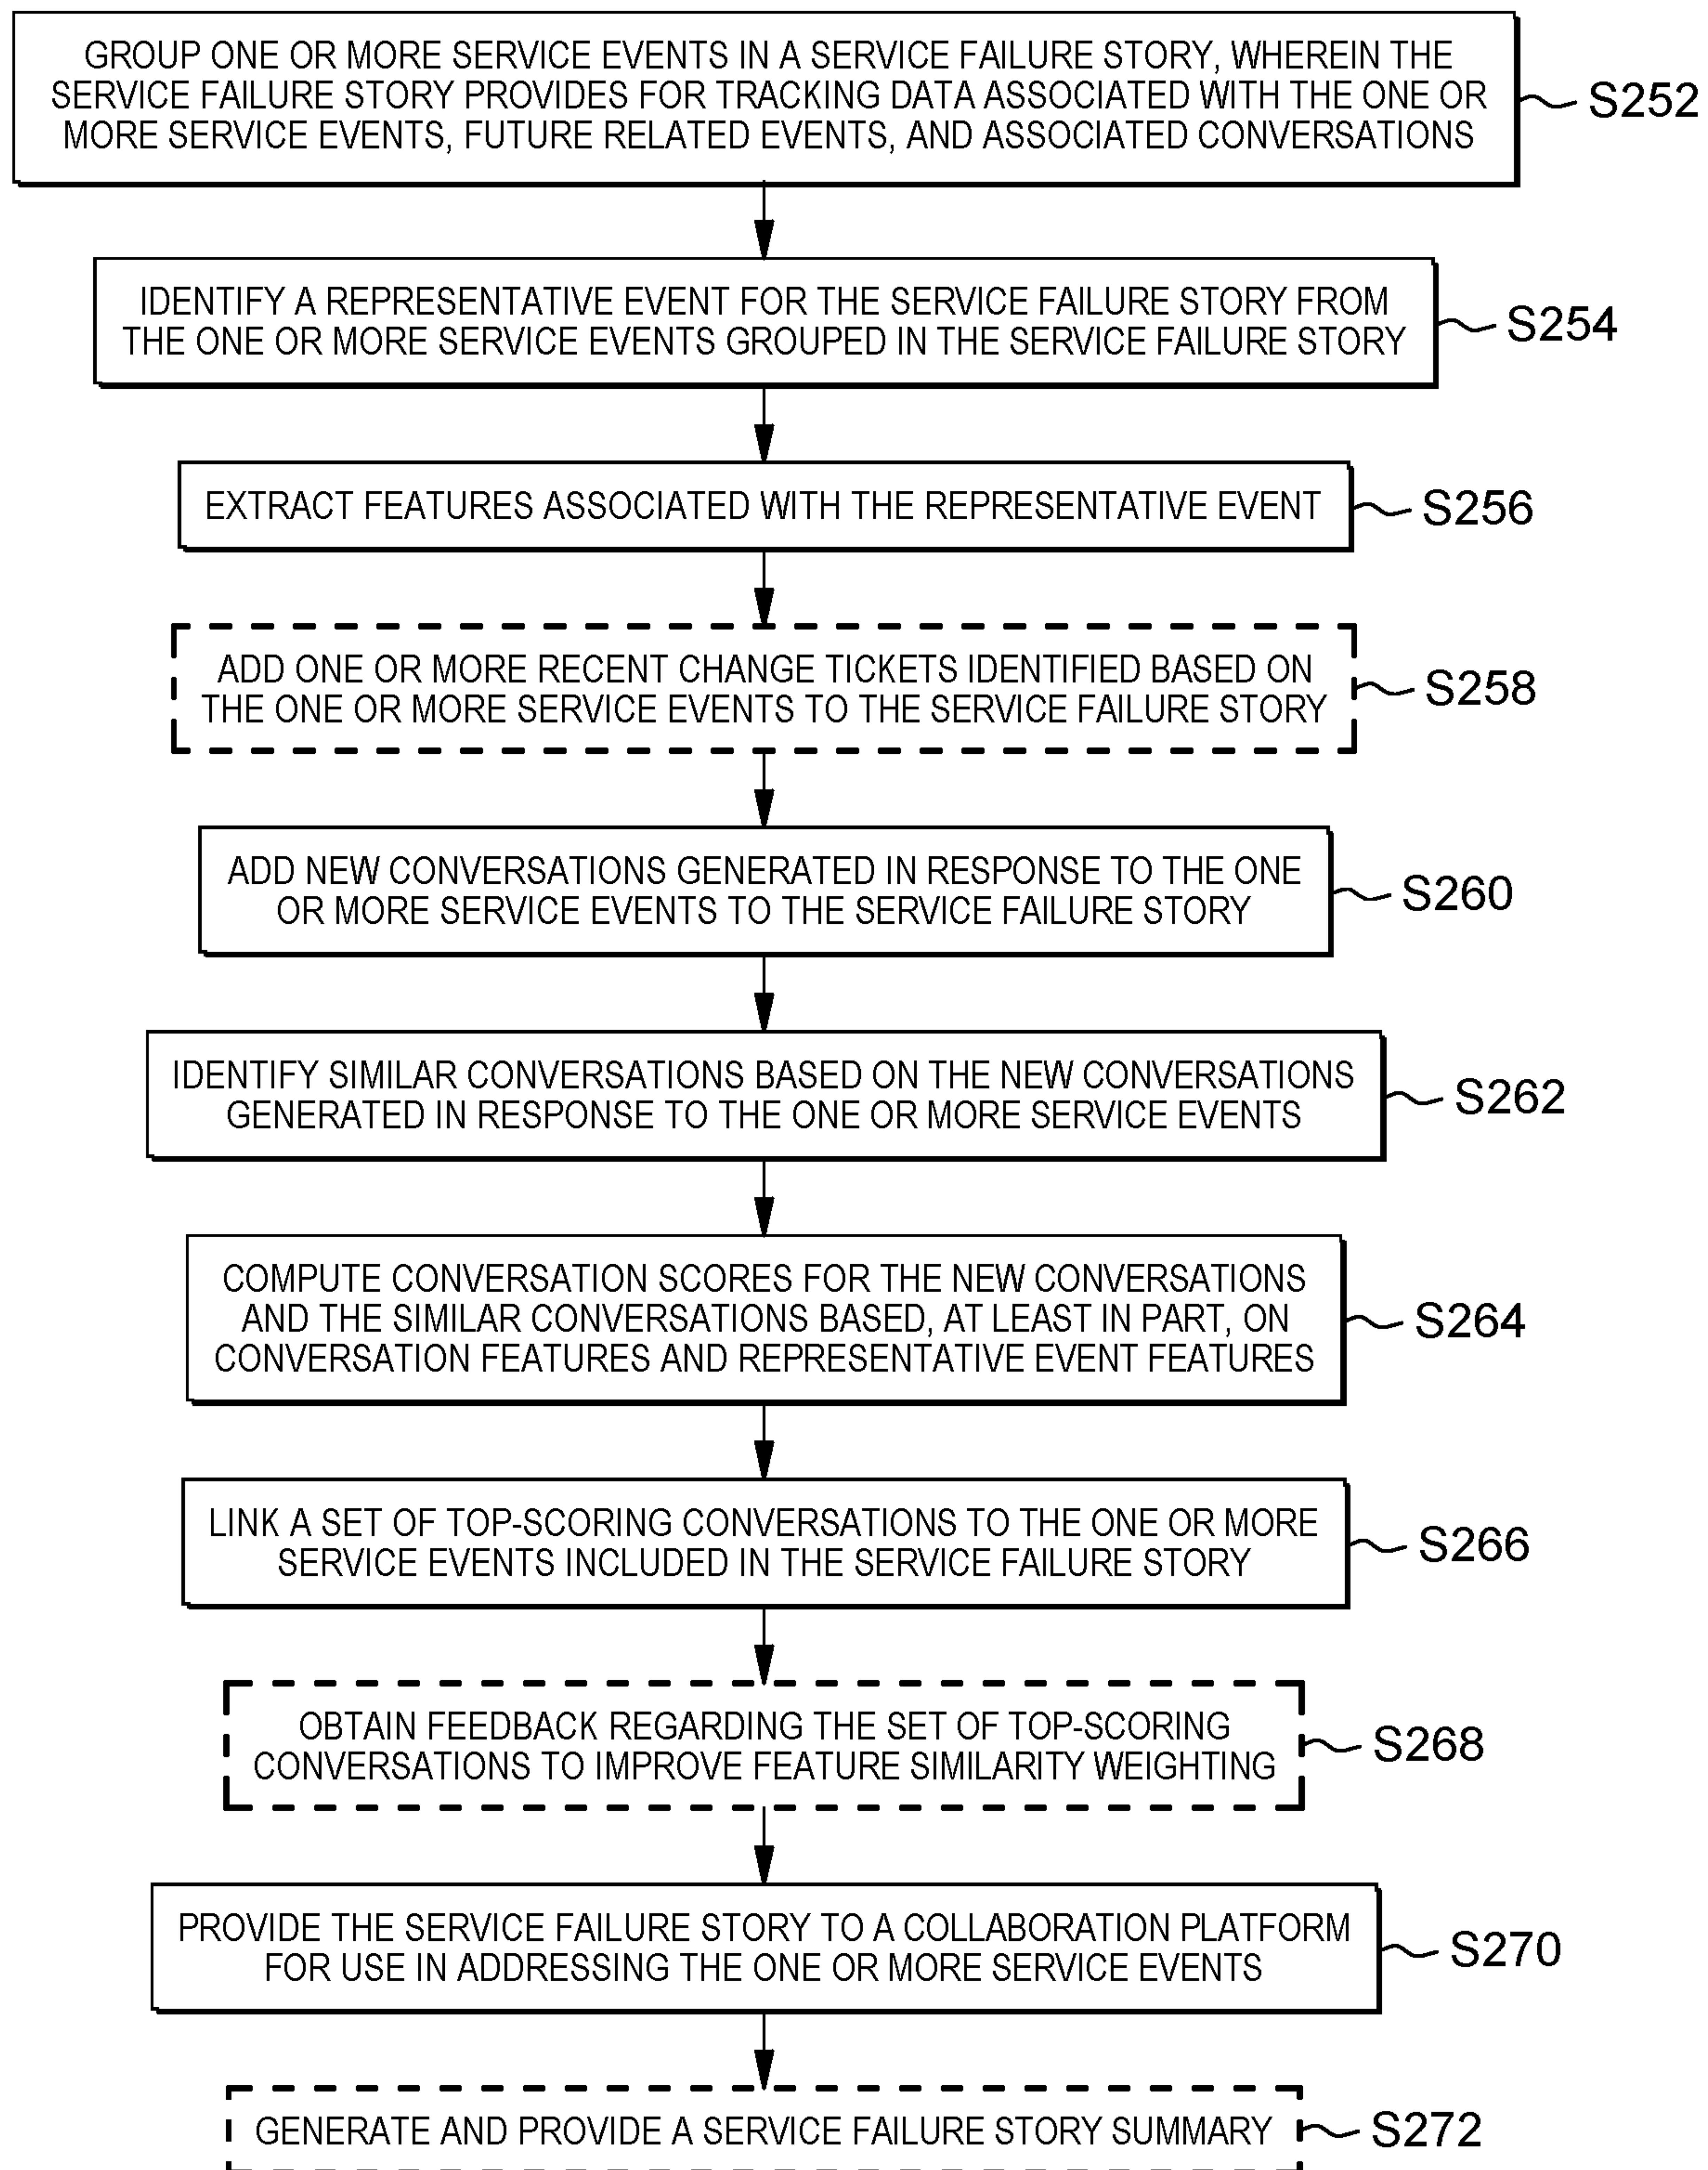 GROUP ONE OR MORE SERVICE EVENTS IN A SERVICE FAILURE STORY, WHEREIN THE
SERVICE FAILURE STORY PROVIDES FOR TRACKING DATA ASSOCIATED WITH THE ONE OR
MORE SERVICE EVENTS, FUTURE RELATED EVENTS, AND ASSOCIATED CONVERSATIONS
S252
IDENTIFY A REPRESENTATIVE EVENT FOR THE SERVICE FAILURE STORY FROM
THE ONE OR MORE SERVICE EVENTS GROUPED IN THE SERVICE FAILURE STORY
S254
EXTRACT FEATURES ASSOCIATED WITH THE REPRESENTATIVE EVENT
S256
ADD ONE OR MORE RECENT CHANGE TICKETS IDENTIFIED BASED ON
THE ONE OR MORE SERVICE EVENTS TO THE SERVICE FAILURE STORY
S258
ADD NEW CONVERSATIONS GENERATED IN RESPONSE TO THE ONE
OR MORE SERVICE EVENTS TO THE SERVICE FAILURE STORY
S260
IDENTIFY SIMILAR CONVERSATIONS BASED ON THE NEW CONVERSATIONS
GENERATED IN RESPONSE TO THE ONE OR MORE SERVICE EVENTS
S262
COMPUTE CONVERSATION SCORES FOR THE NEW CONVERSATIONS
AND THE SIMILAR CONVERSATIONS BASED, AT LEAST IN PART, ON
CONVERSATION FEATURES AND REPRESENTATIVE EVENT FEATURES
S264
LINK A SET OF TOP-SCORING CONVERSATIONS TO THE ONE OR MORE
SERVICE EVENTS INCLUDED IN THE SERVICE FAILURE STORY
S266
OBTAIN FEEDBACK REGARDING THE SET OF TOP-SCORING
CONVERSATIONS TO IMPROVE FEATURE SIMILARITY WEIGHTING
S268
PROVIDE THE SERVICE FAILURE STORY TO A COLLABORATION PLATFORM
FOR USE IN ADDRESSING THE ONE OR MORE SERVICE EVENTS
S270
GENERATE AND PROVIDE A SERVICE FAILURE STORY SUMMARY
S272